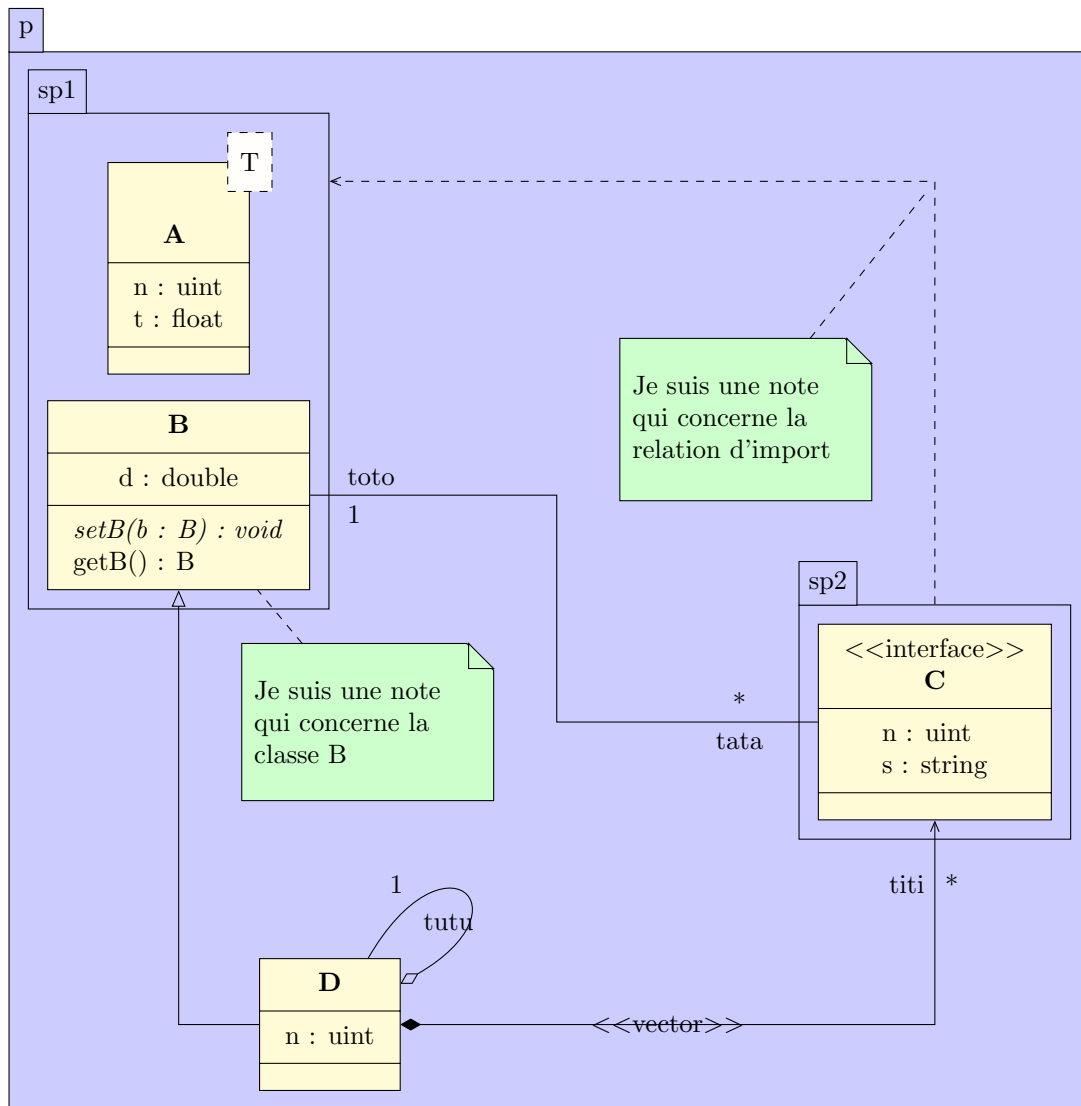 p
sp1
T
A
n : uint
t : float
B
d : double
setB(b : B) : void
getB() : B
toto
1
Je suis une note
qui concerne la
relation d'import
Je suis une note
qui concerne la
classe B
sp2
<<interface>>
C
n : uint
s : string
*
tata
titi *
1
tutu
D
n : uint
<<vector>>